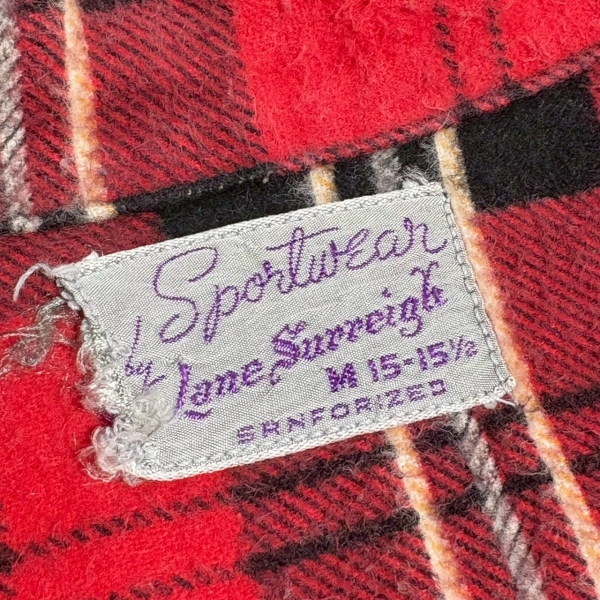 Sportwear
by Lane Surreigh
M 15-15½
SANFORIZED